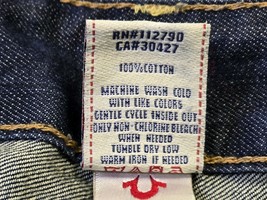 RN#112790
CA#30427
100%COTTON
MACHINE WASH COLD
WITH LIKE COLORS
GENTLE CYCLE INSIDE OUT
ONLY NON-CHLORINE BLEACH
WHEN NEEDED
TUMBLE DRY LOW
WARM IRON IF NEEDED